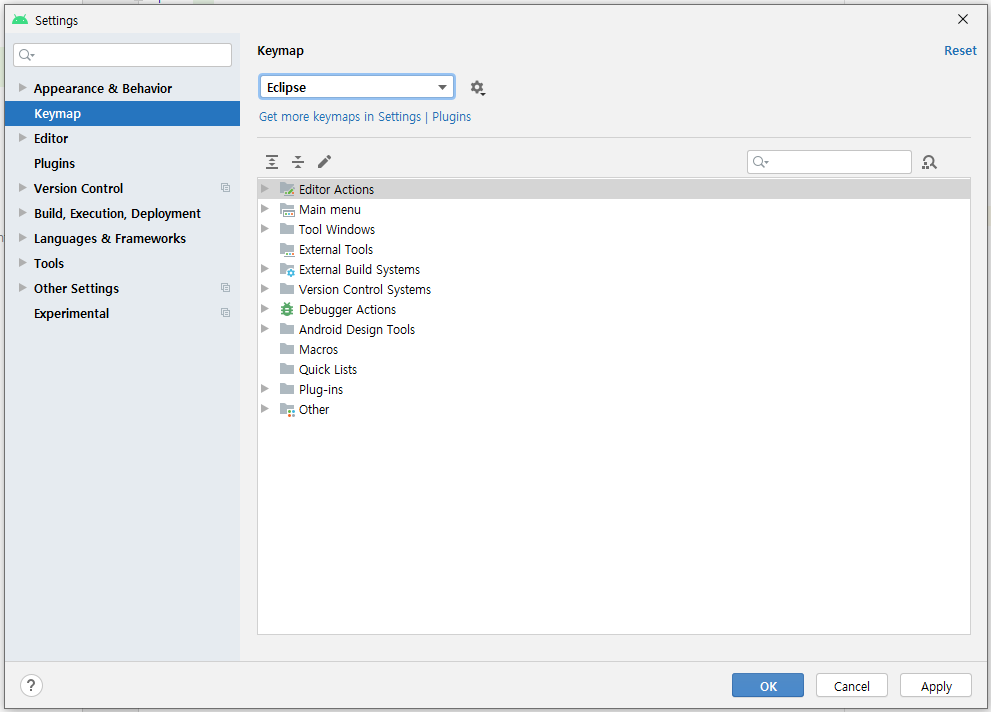 Settings
Appearance & Behavior
Keymap
Editor
Plugins
Version Control
Build, Execution, Deployment
Languages & Frameworks
Tools
Other Settings
Experimental
Keymap
Reset
Eclipse
Get more keymaps in Settings | Plugins
Editor Actions
Main menu
Tool Windows
External Tools
External Build Systems
Version Control Systems
Debugger Actions
Android Design Tools
Macros
Quick Lists
Plug-ins
Other
?
OK
Cancel
Apply